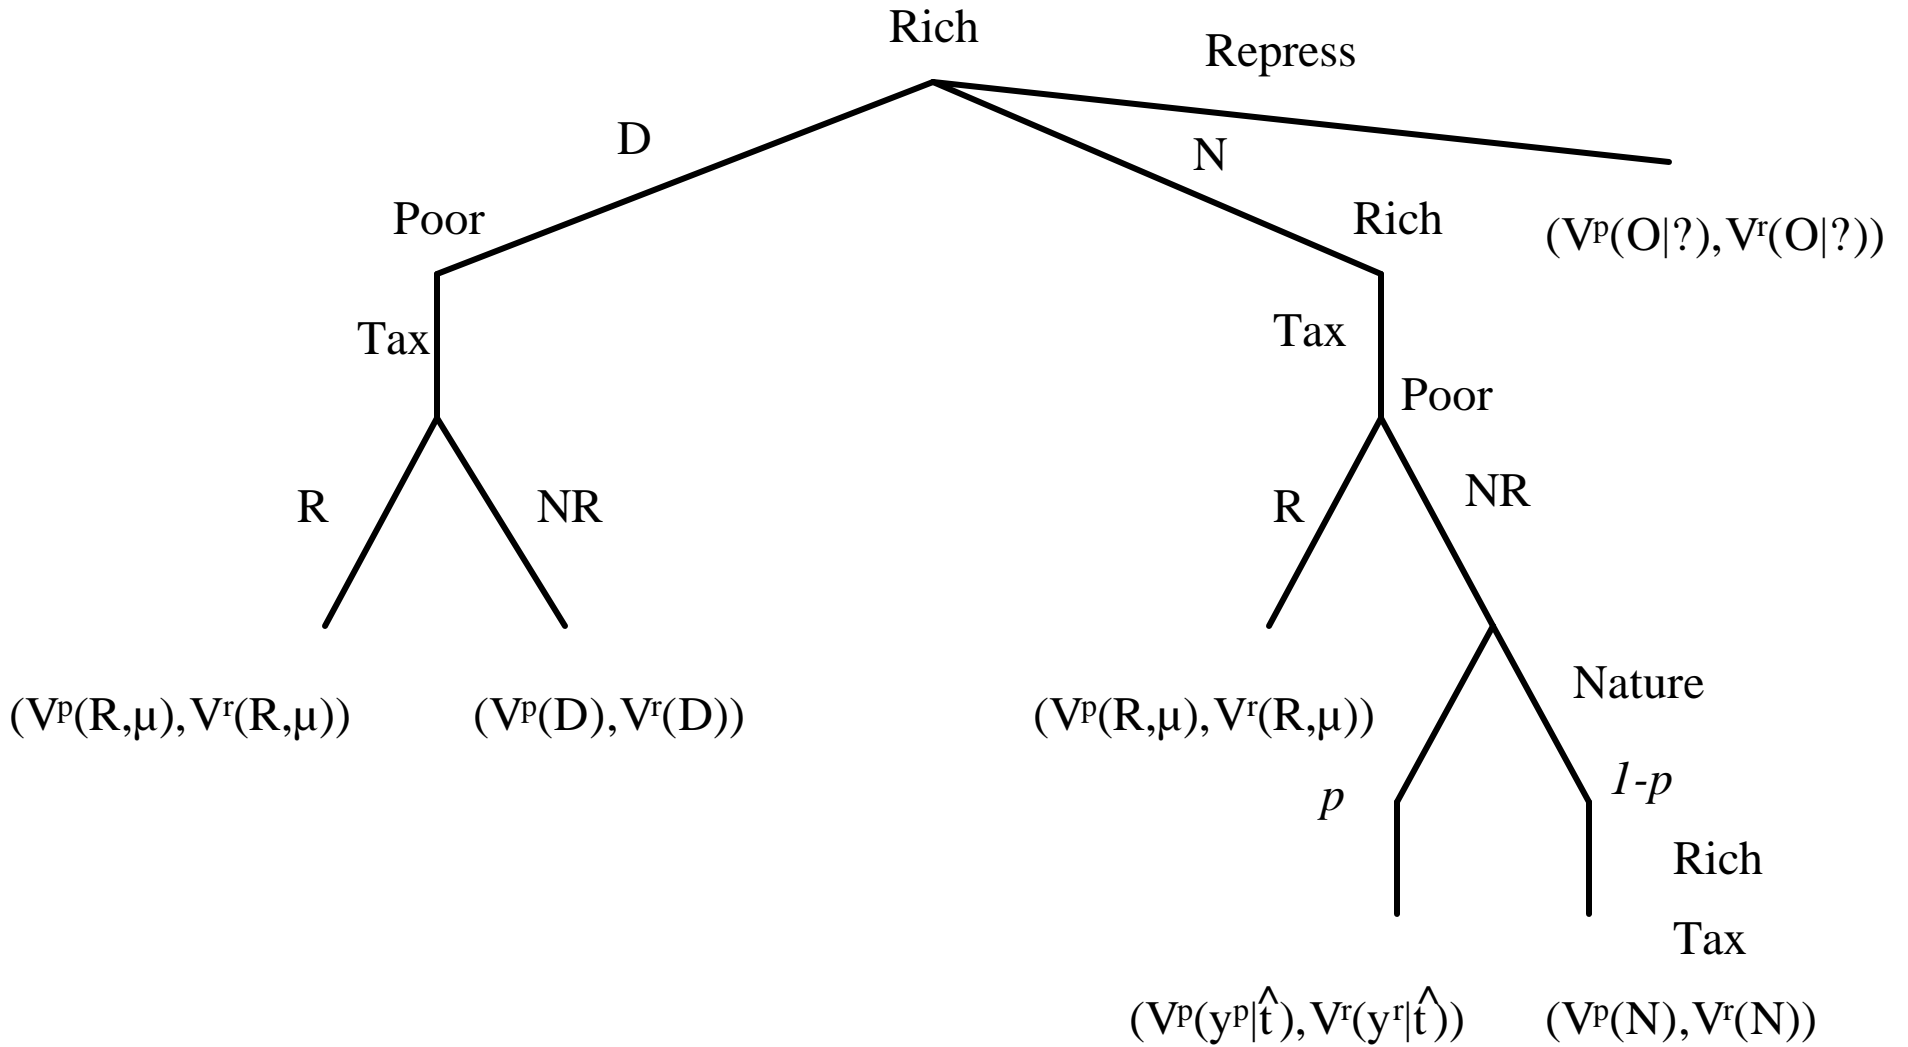 Rich
Repress
D
N
Poor
Rich
(Vᵖ(O|?),Vʳ(O|?))
Tax
Tax
Poor
R
NR
R
NR
(Vᵖ(R,μ),Vʳ(R,μ))
(Vᵖ(D),Vʳ(D))
(Vᵖ(R,μ),Vʳ(R,μ))
Nature
p
1-p
Rich
Tax
(Vᵖ(yᵖ|t̂),Vʳ(yʳ|t̂))
(Vᵖ(N),Vʳ(N))